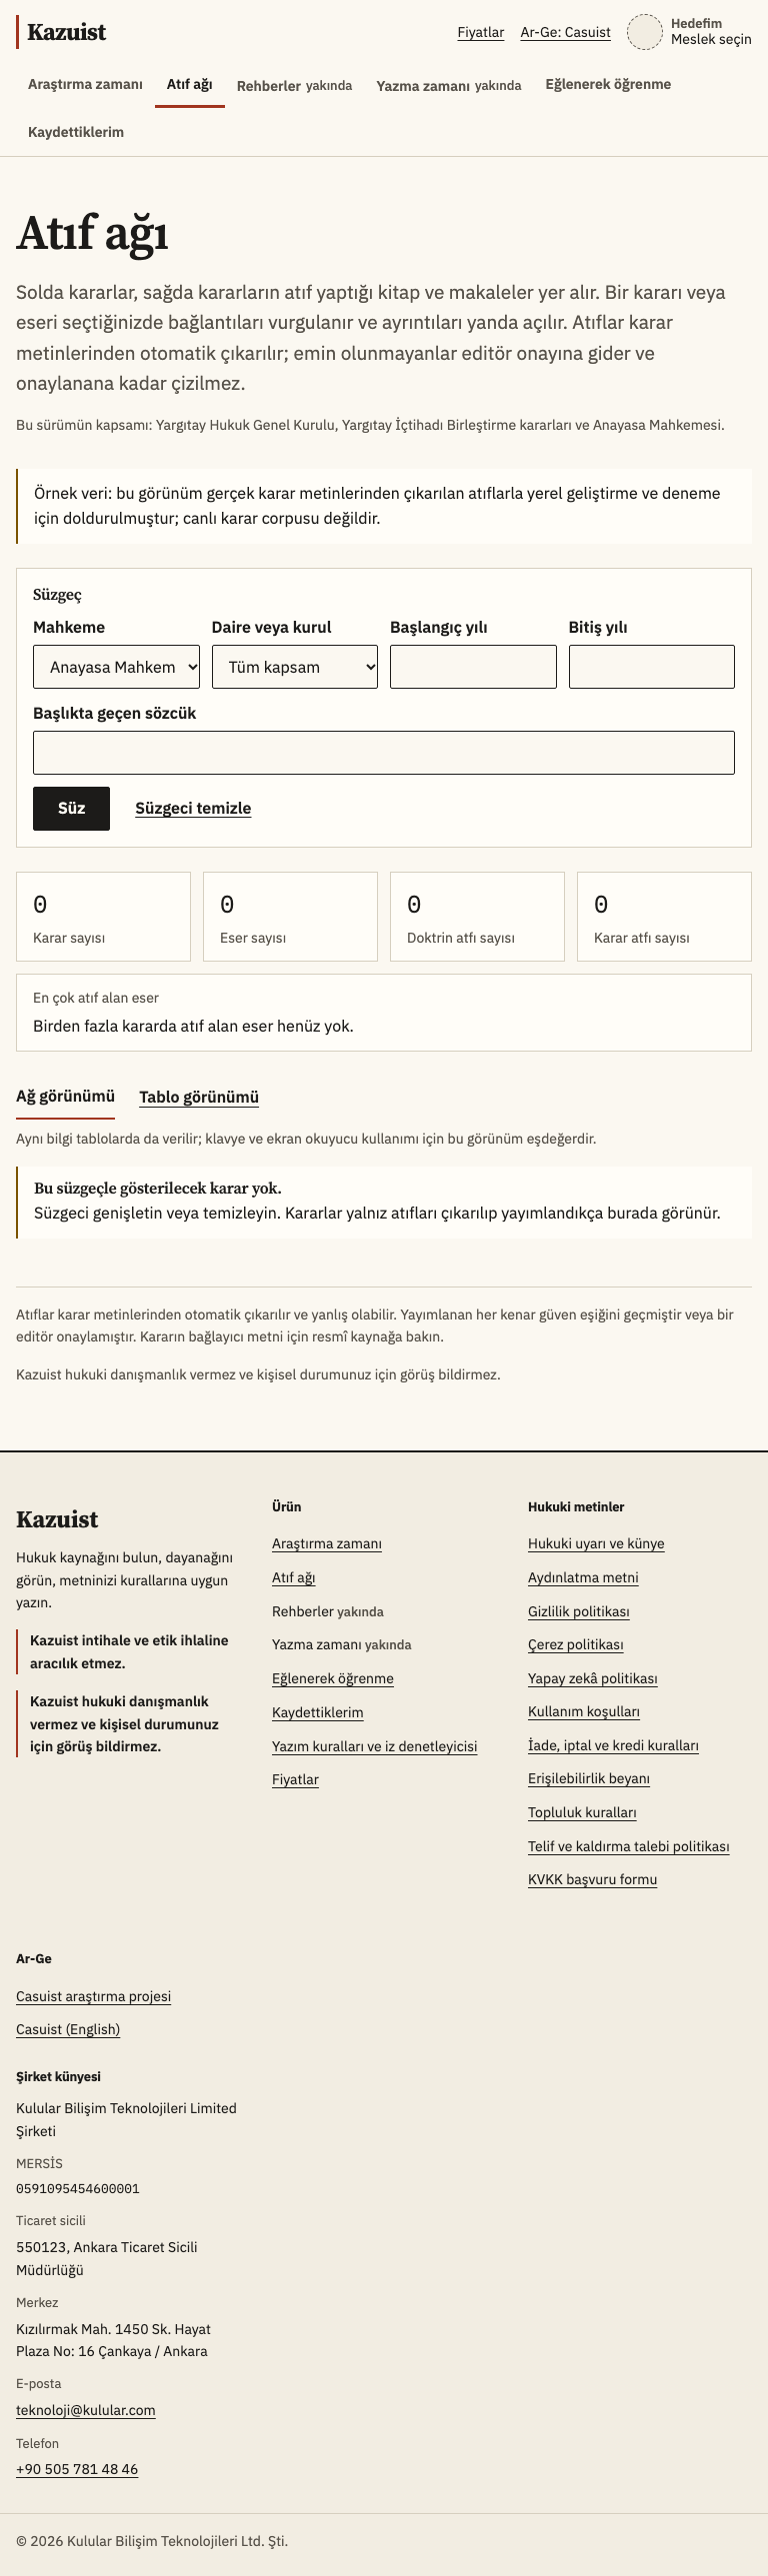 Kazuist
Fiyatlar
Ar-Ge: Casuist
Hedefim
Meslek seçin
Araştırma zamanı
Atıf ağı
Rehberler yakında
Yazma zamanı yakında
Eğlenerek öğrenme
Kaydettiklerim
Atıf ağı
Solda kararlar, sağda kararların atıf yaptığı kitap ve makaleler yer alır. Bir kararı veya
eseri seçtiğinizde bağlantıları vurgulanır ve ayrıntıları yanda açılır. Atıflar karar
metinlerinden otomatik çıkarılır; emin olunmayanlar editör onayına gider ve
onaylanana kadar çizilmez.
Bu sürümün kapsamı: Yargıtay Hukuk Genel Kurulu, Yargıtay İçtihadı Birleştirme kararları ve Anayasa Mahkemesi.
Örnek veri: bu görünüm gerçek karar metinlerinden çıkarılan atıflarla yerel geliştirme ve deneme
için doldurulmuştur; canlı karar corpusu değildir.
Süzgeç
Mahkeme
Daire veya kurul
Başlangıç yılı
Bitiş yılı
Anayasa Mahkem
Tüm kapsam
Başlıkta geçen sözcük
Süz
Süzgeci temizle
0
Karar sayısı
0
Eser sayısı
0
Doktrin atfı sayısı
0
Karar atfı sayısı
En çok atıf alan eser
Birden fazla kararda atıf alan eser henüz yok.
Ağ görünümü
Tablo görünümü
Aynı bilgi tablolarda da verilir; klavye ve ekran okuyucu kullanımı için bu görünüm eşdeğerdir.
Bu süzgeçle gösterilecek karar yok.
Süzgeci genişletin veya temizleyin. Kararlar yalnız atıfları çıkarılıp yayımlandıkça burada görünür.
Atıflar karar metinlerinden otomatik çıkarılır ve yanlış olabilir. Yayımlanan her kenar güven eşiğini geçmiştir veya bir
editör onaylamıştır. Kararın bağlayıcı metni için resmî kaynağa bakın.
Kazuist hukuki danışmanlık vermez ve kişisel durumunuz için görüş bildirmez.
Kazuist
Hukuk kaynağını bulun, dayanağını
görün, metninizi kurallarına uygun
yazın.
Kazuist intihale ve etik ihlaline
aracılık etmez.
Kazuist hukuki danışmanlık
vermez ve kişisel durumunuz
için görüş bildirmez.
Ürün
Araştırma zamanı
Atıf ağı
Rehberler yakında
Yazma zamanı yakında
Eğlenerek öğrenme
Kaydettiklerim
Yazım kuralları ve iz denetleyicisi
Fiyatlar
Hukuki metinler
Hukuki uyarı ve künye
Aydınlatma metni
Gizlilik politikası
Çerez politikası
Yapay zekâ politikası
Kullanım koşulları
İade, iptal ve kredi kuralları
Erişilebilirlik beyanı
Topluluk kuralları
Telif ve kaldırma talebi politikası
KVKK başvuru formu
Ar-Ge
Casuist araştırma projesi
Casuist (English)
Şirket künyesi
Kulular Bilişim Teknolojileri Limited
Şirketi
MERSİS
0591095454600001
Ticaret sicili
550123, Ankara Ticaret Sicili
Müdürlüğü
Merkez
Kızılırmak Mah. 1450 Sk. Hayat
Plaza No: 16 Çankaya / Ankara
E-posta
teknoloji@kulular.com
Telefon
+90 505 781 48 46
© 2026 Kulular Bilişim Teknolojileri Ltd. Şti.